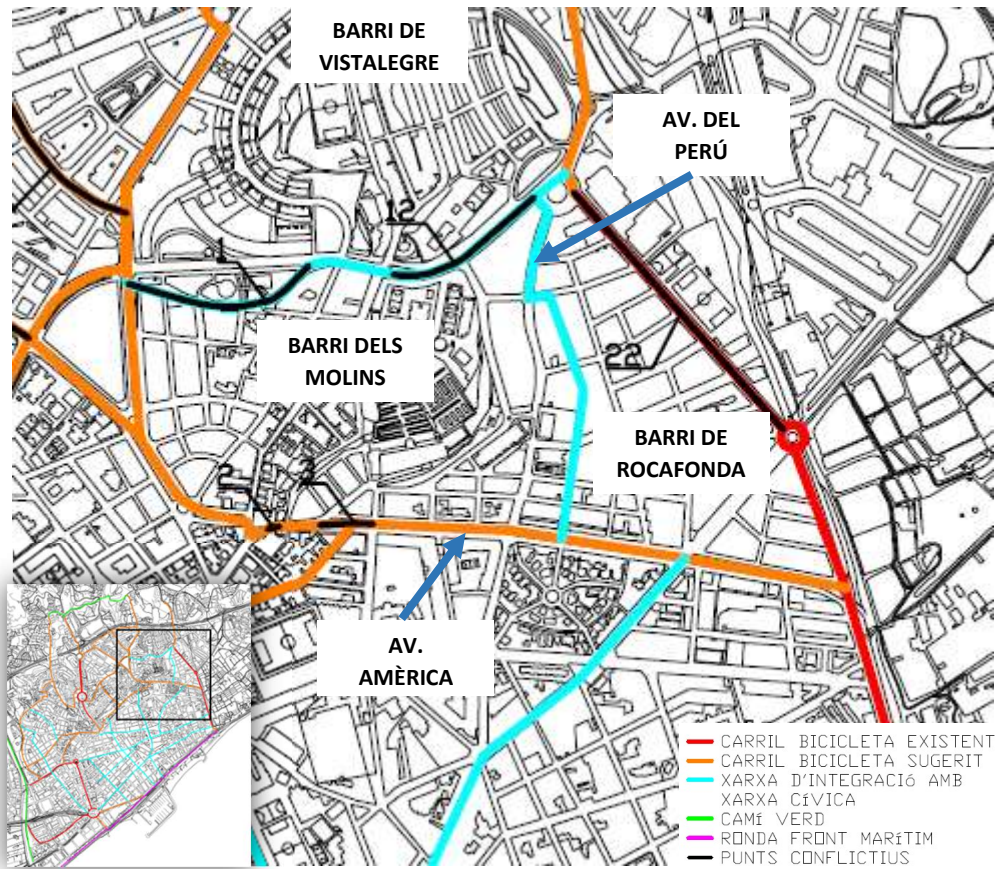 BARRI DE
VISTALEGRE
AV. DEL
PERÚ
12
1
22
BARRI DELS
MOLINS
BARRI DE
ROCAFONDA
2
3
AV.
AMÈRICA
CARRIL BICICLETA EXISTENT
CARRIL BICICLETA SUGERIT
XARXA D'INTEGRACIÓ AMB
XARXA CÍVICA
CAMÍ VERD
RONDA FRONT MARÍTIM
PUNTS CONFLICTIUS